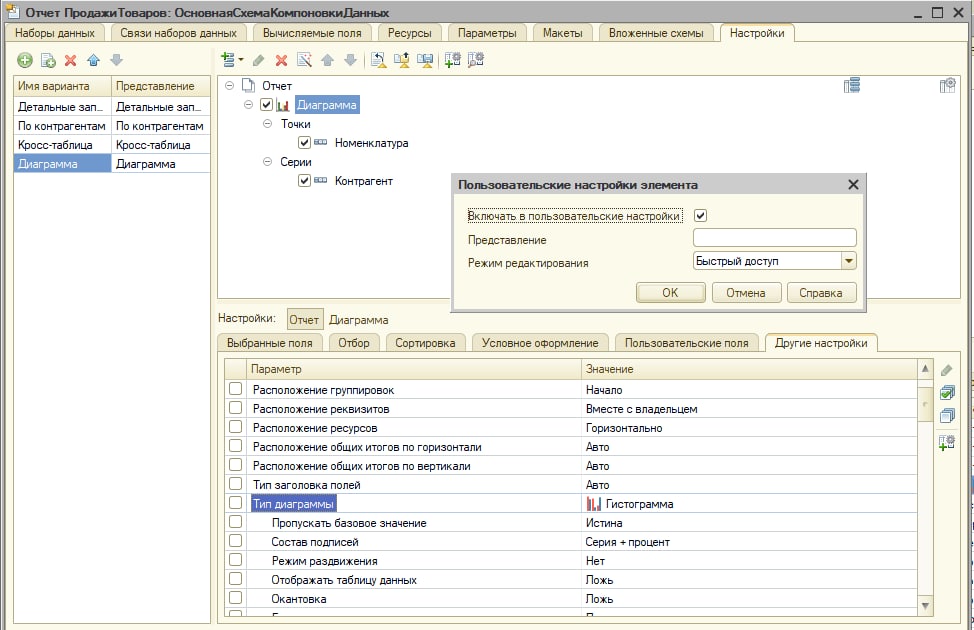 Отчет ПродажиТоваров: ОсновнаяСхемаКомпоновкиДанных
Наборы данных Связи наборов данных Вычисляемые поля Ресурсы Параметры Макеты Вложенные схемы Настройки
Имя варианта Представление
Детальные зап... Детальные зап...
По контрагентам По контрагентам
Кросс-таблица Кросс-таблица
Диаграмма Диаграмма
Отчет
Диаграмма
Точки
Номенклатура
Серии
Контрагент
Пользовательские настройки элемента
Включать в пользовательские настройки
Представление
Режим редактирования Быстрый доступ
OK Отмена Справка
Настройки: Отчет Диаграмма
Выбранные поля Отбор Сортировка Условное оформление Пользовательские поля Другие настройки
Параметр Значение
Расположение группировок Начало
Расположение реквизитов Вместе с владельцем
Расположение ресурсов Горизонтально
Расположение общих итогов по горизонтали Авто
Расположение общих итогов по вертикали Авто
Тип заголовка полей Авто
Тип диаграммы Гистограмма
Пропускать базовое значение Истина
Состав подписей Серия + процент
Режим раздвижения Нет
Отображать таблицу данных Ложь
Окантовка Ложь